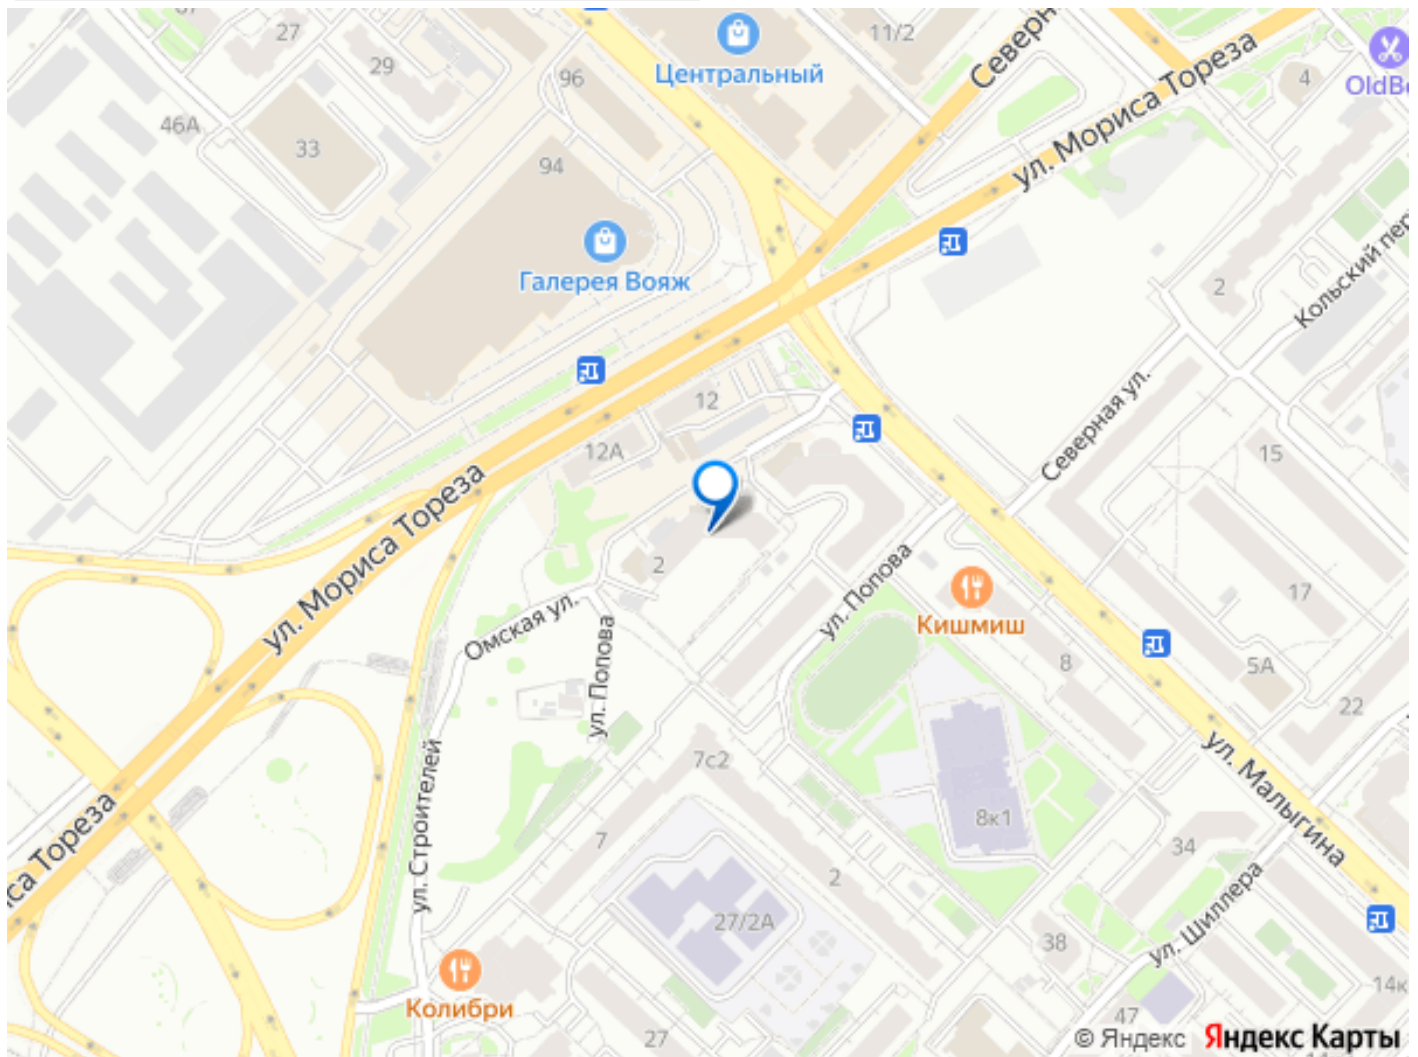 37
27
11/2
Северн
29
Центральный
4
OldB
96
ул. Мориса Тореза
46А
33
94
Кольский пер
Галерея Вояж
2
Северная ул.
12
12А
15
ул. Мориса Тореза
2
ул. Попова
17
Омская ул.
Кишмиш
ул. Попова
8
5А
22
7с2
ул. Малыгина
ул. Строителей
8к1
са Тореза
7
34
2
ул. Шиллера
27/2А
38
14к
Колибри
47
27
© Яндекс Яндекс Карты